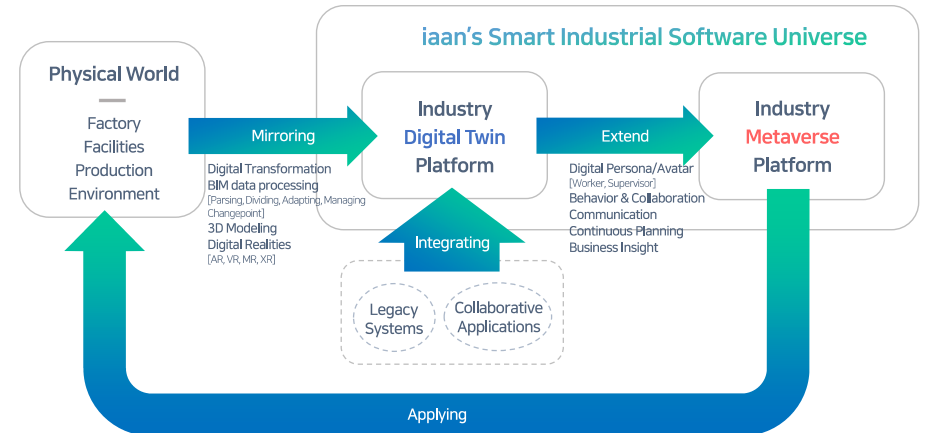 iaan's Smart Industrial Software Universe
Physical World
Factory
Facilities
Production
Environment
Mirroring
Digital Transformation
BIM data processing
[Parsing, Dividing, Adapting, Managing
Changepoint]
3D Modeling
Digital Realities
[AR, VR, MR, XR]
Industry
Digital Twin
Platform
Extend
Digital Persona/Avatar
[Worker, Supervisor]
Behavior & Collaboration
Communication
Continuous Planning
Business Insight
Industry
Metaverse
Platform
Integrating
Legacy
Systems
Collaborative
Applications
Applying